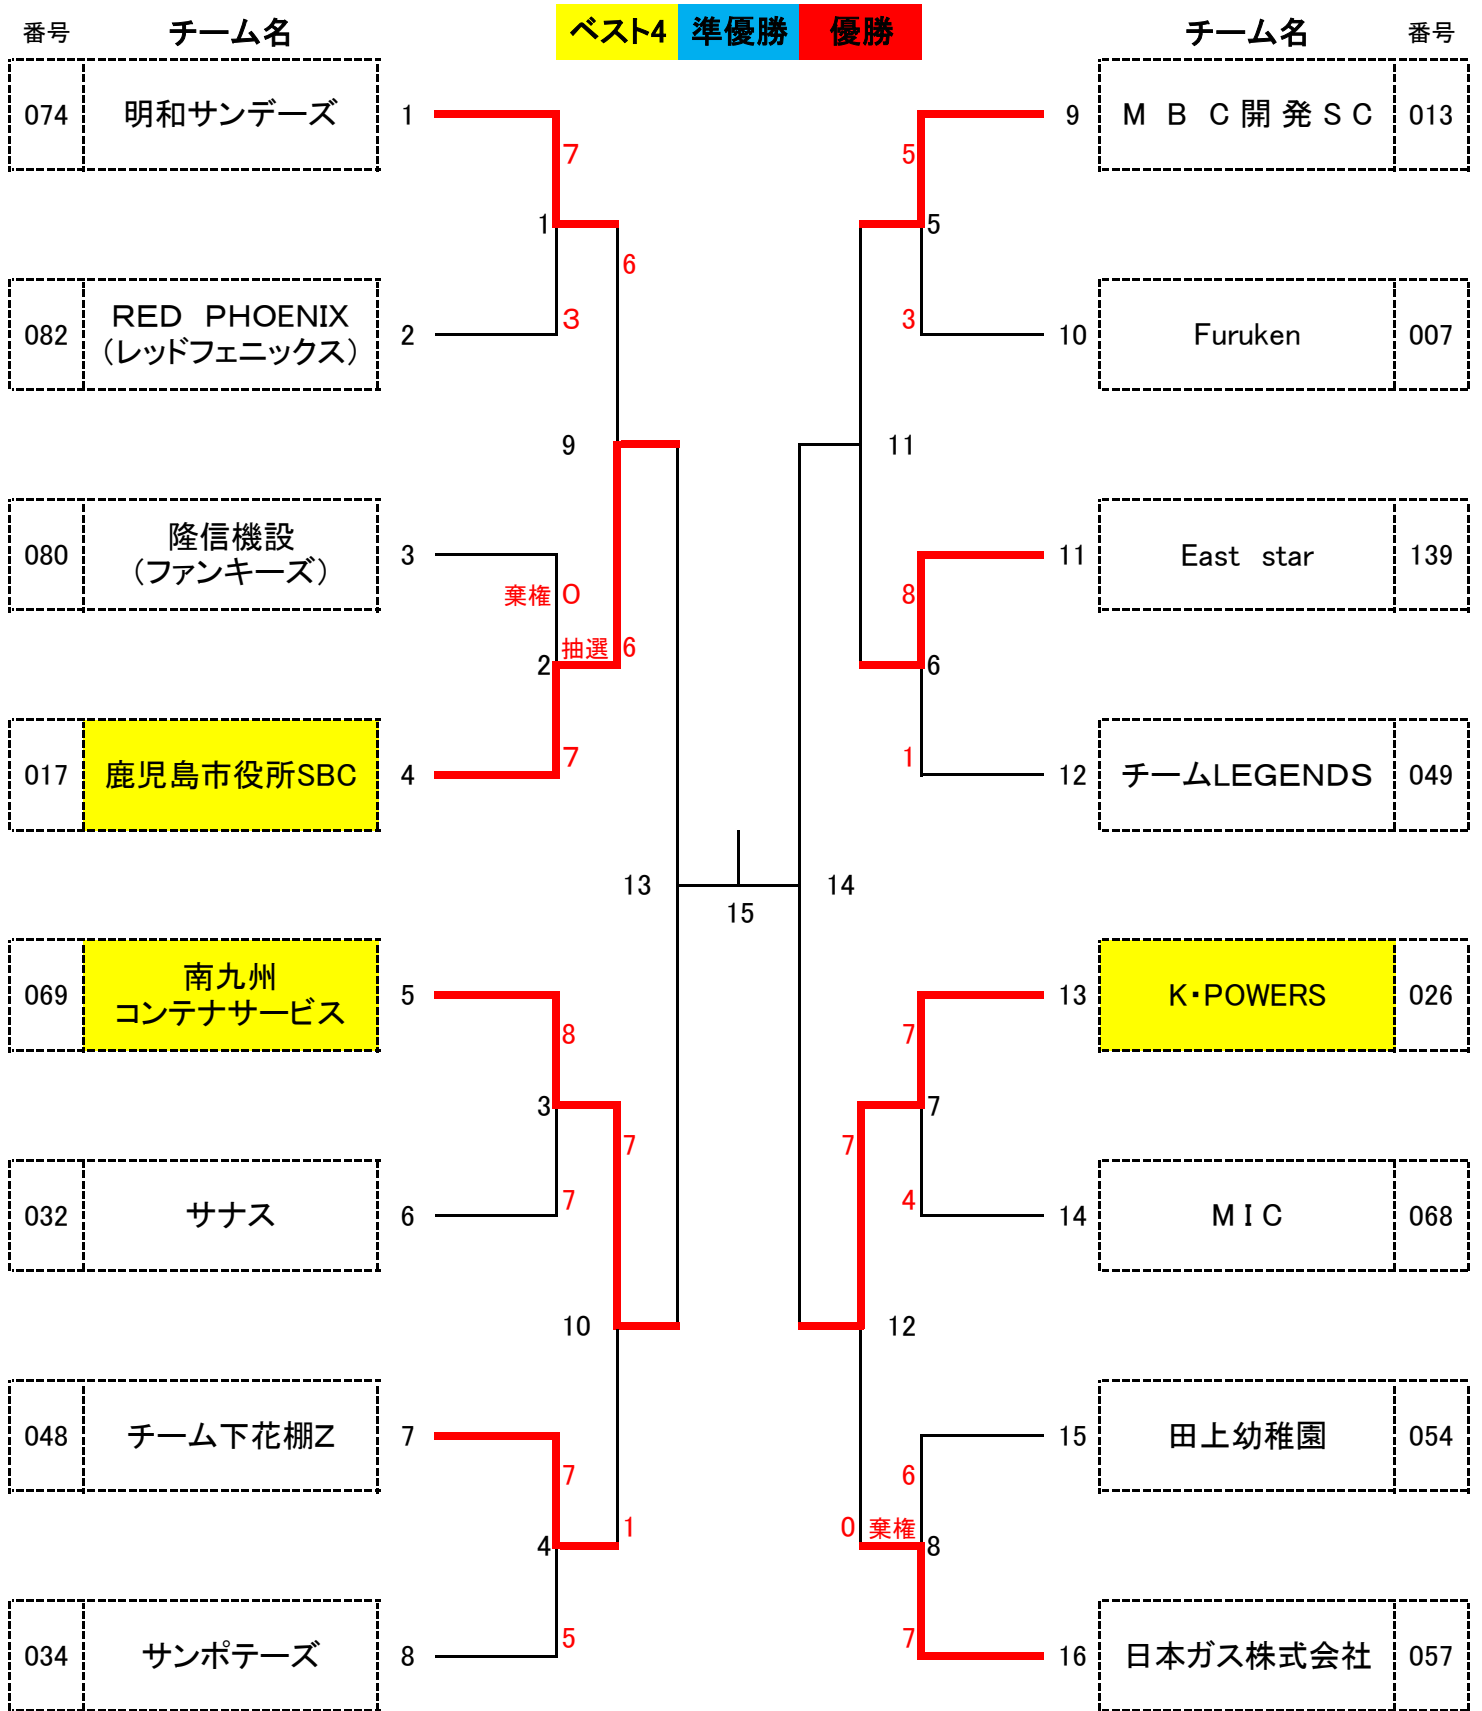 番号 チーム名 ベスト4 準優勝 優勝 チーム名 番号
074 明和サンデーズ 1 9 M B C開発SC 013
7 5
1 5
6
082 RED PHOENIX
(レッドフェニックス) 2 3 3 10 Furuken 007
9 11
080 隆信機設
(ファンキーズ) 3 11 East star 139
棄権 0 8
抽選 6
2 6
017 鹿児島市役所SBC 4 7 1 12 チームLEGENDS 049
13 14
15
069 南九州
コンテナサービス 5 13 K・POWERS 026
8 7
3 7
7 7
032 サナス 6 7 4 14 MIC 068
10 12
048 チーム下花棚Z 7 15 田上幼稚園 054
7 6
1 0 棄権
4 8
5 7
034 サンポテーズ 8 16 日本ガス株式会社 057